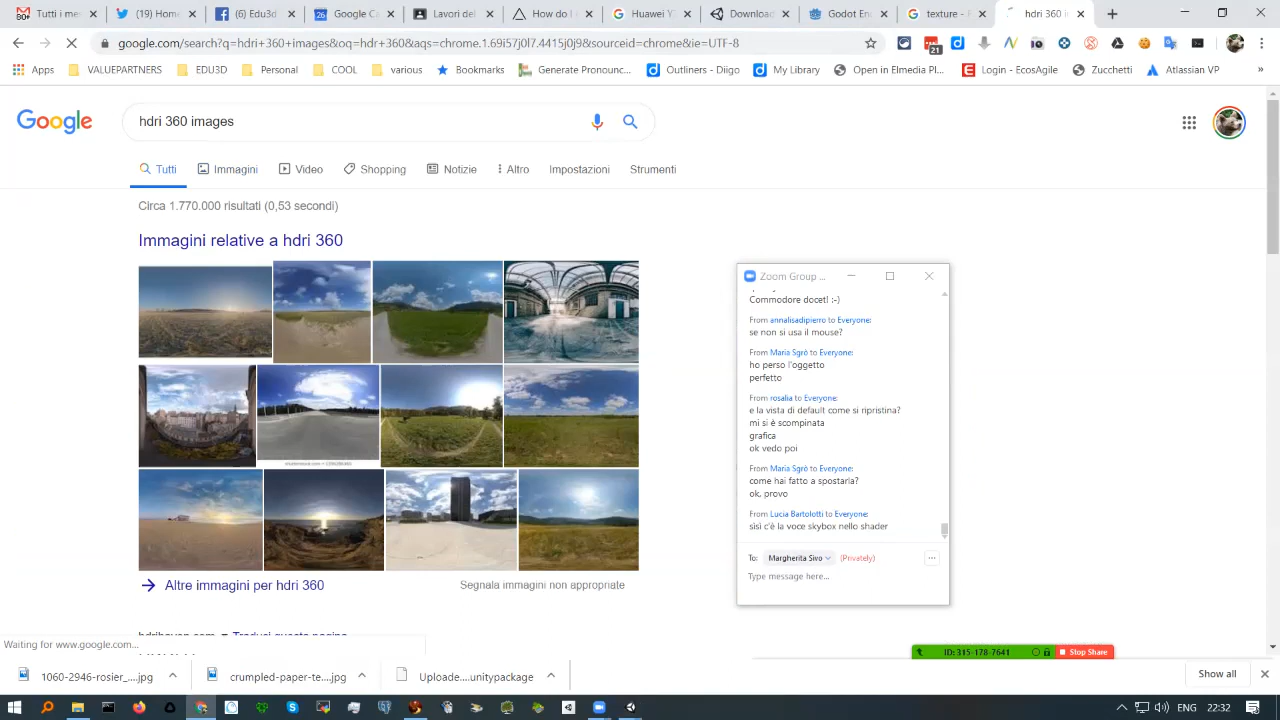 Tutti i mes
(19) Home
(1) Edu3d
Google Ca
Lavori del
How do I
Huawei Y
Download
Godot En
texture - F
hdri 360 i
google.com/search?q=hdri+360+images&oq=hdr+360&aqs=chrome.1.69i57j0l7.4415j0j9&sourceid=chrome&ie=UTF-8
21
Apps
VALUEPARTNERS
EDU3D
Personal
COOL
various
Bookmarks
Generate Pronounc...
Outliners - Diigo
My Library
Open in Elmedia Pl...
Login - EcosAgile
Zucchetti
Atlassian VP
»
Google
hdri 360 images
Tutti
Immagini
Video
Shopping
Notizie
Altro
Impostazioni
Strumenti
Circa 1.770.000 risultati (0,53 secondi)
Immagini relative a hdri 360
Zoom Group ...
Commodore docet! :-)
From annalisadipierro to Everyone:
se non si usa il mouse?
From Maria Sgrò to Everyone:
ho perso l'oggetto
perfetto
From rosalia to Everyone:
e la vista di default come si ripristina?
mi si è scompinata
grafica
ok vedo poi
From Maria Sgrò to Everyone:
come hai fatto a spostarla?
ok, provo
From Lucia Bartolotti to Everyone:
sìsì c'è la voce skybox nello shader
To: Margherita Sivo (Privately)
...
Type message here...
Altre immagini per hdri 360
Segnala immagini non appropriate
Waiting for www.google.com...
ID: 315-178-7641
Stop Share
1060-2946-rosier_....jpg
crumpled-paper-te....jpg
Uploade....unitypackage
Show all
ENG
22:32